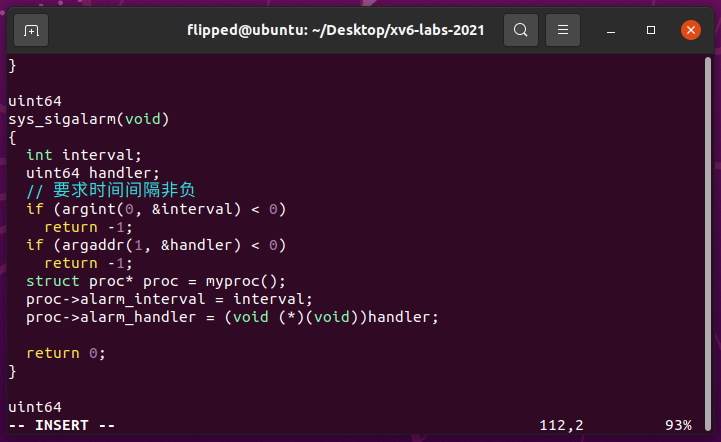 flipped@ubuntu: ~/Desktop/xv6-labs-2021
}
uint64
sys_sigalarm(void)
{
  int interval;
  uint64 handler;
  // 要求时间间隔非负
  if (argint(0, &interval) < 0)
    return -1;
  if (argaddr(1, &handler) < 0)
    return -1;
  struct proc* proc = myproc();
  proc->alarm_interval = interval;
  proc->alarm_handler = (void (*)(void))handler;
  return 0;
}
uint64
-- INSERT -- 112,2 93%